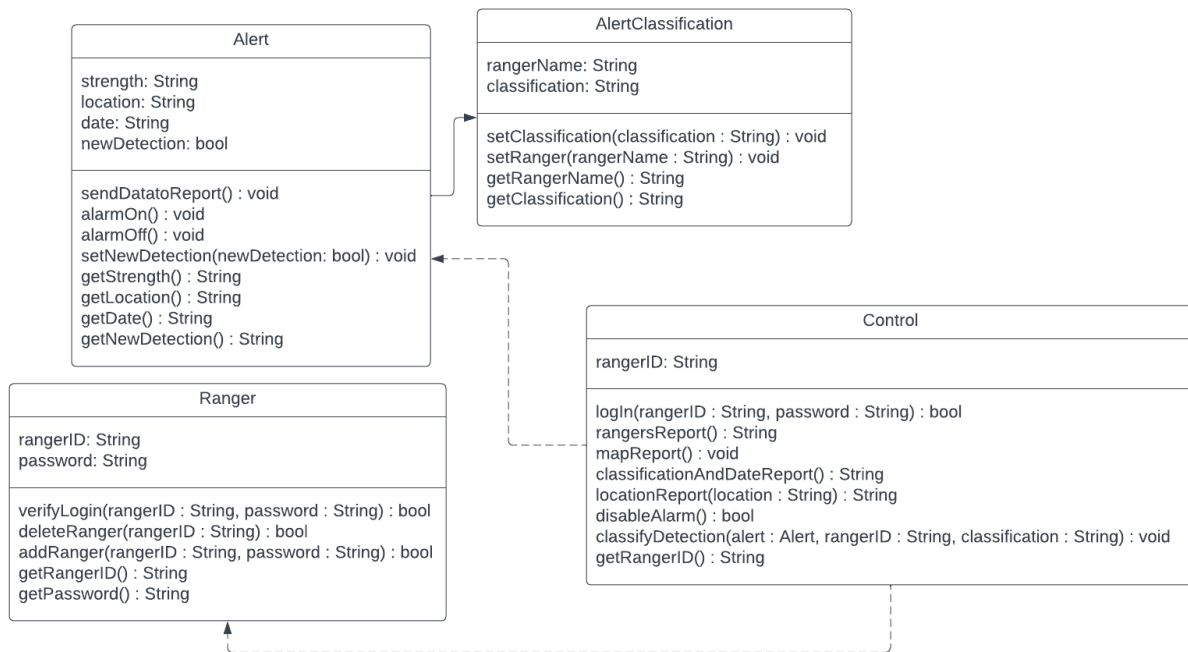 Alert
strength: String
location: String
date: String
newDetection: bool
sendDatatoReport() : void
alarmOn() : void
alarmOff() : void
setNewDetection(newDetection: bool) : void
getStrength() : String
getLocation() : String
getDate() : String
getNewDetection() : String
AlertClassification
rangerName: String
classification: String
setClassification(classification : String) : void
setRanger(rangerName : String) : void
getRangerName() : String
getClassification() : String
Control
rangerID: String
logIn(rangerID : String, password : String) : bool
rangersReport() : String
mapReport() : void
classificationAndDateReport() : String
locationReport(location : String) : String
disableAlarm() : bool
classifyDetection(alert : Alert, rangerID : String, classification : String) : void
getRangerID() : String
Ranger
rangerID: String
password: String
verifyLogin(rangerID : String, password : String) : bool
deleteRanger(rangerID : String) : bool
addRanger(rangerID : String, password : String) : bool
getRangerID() : String
getPassword() : String